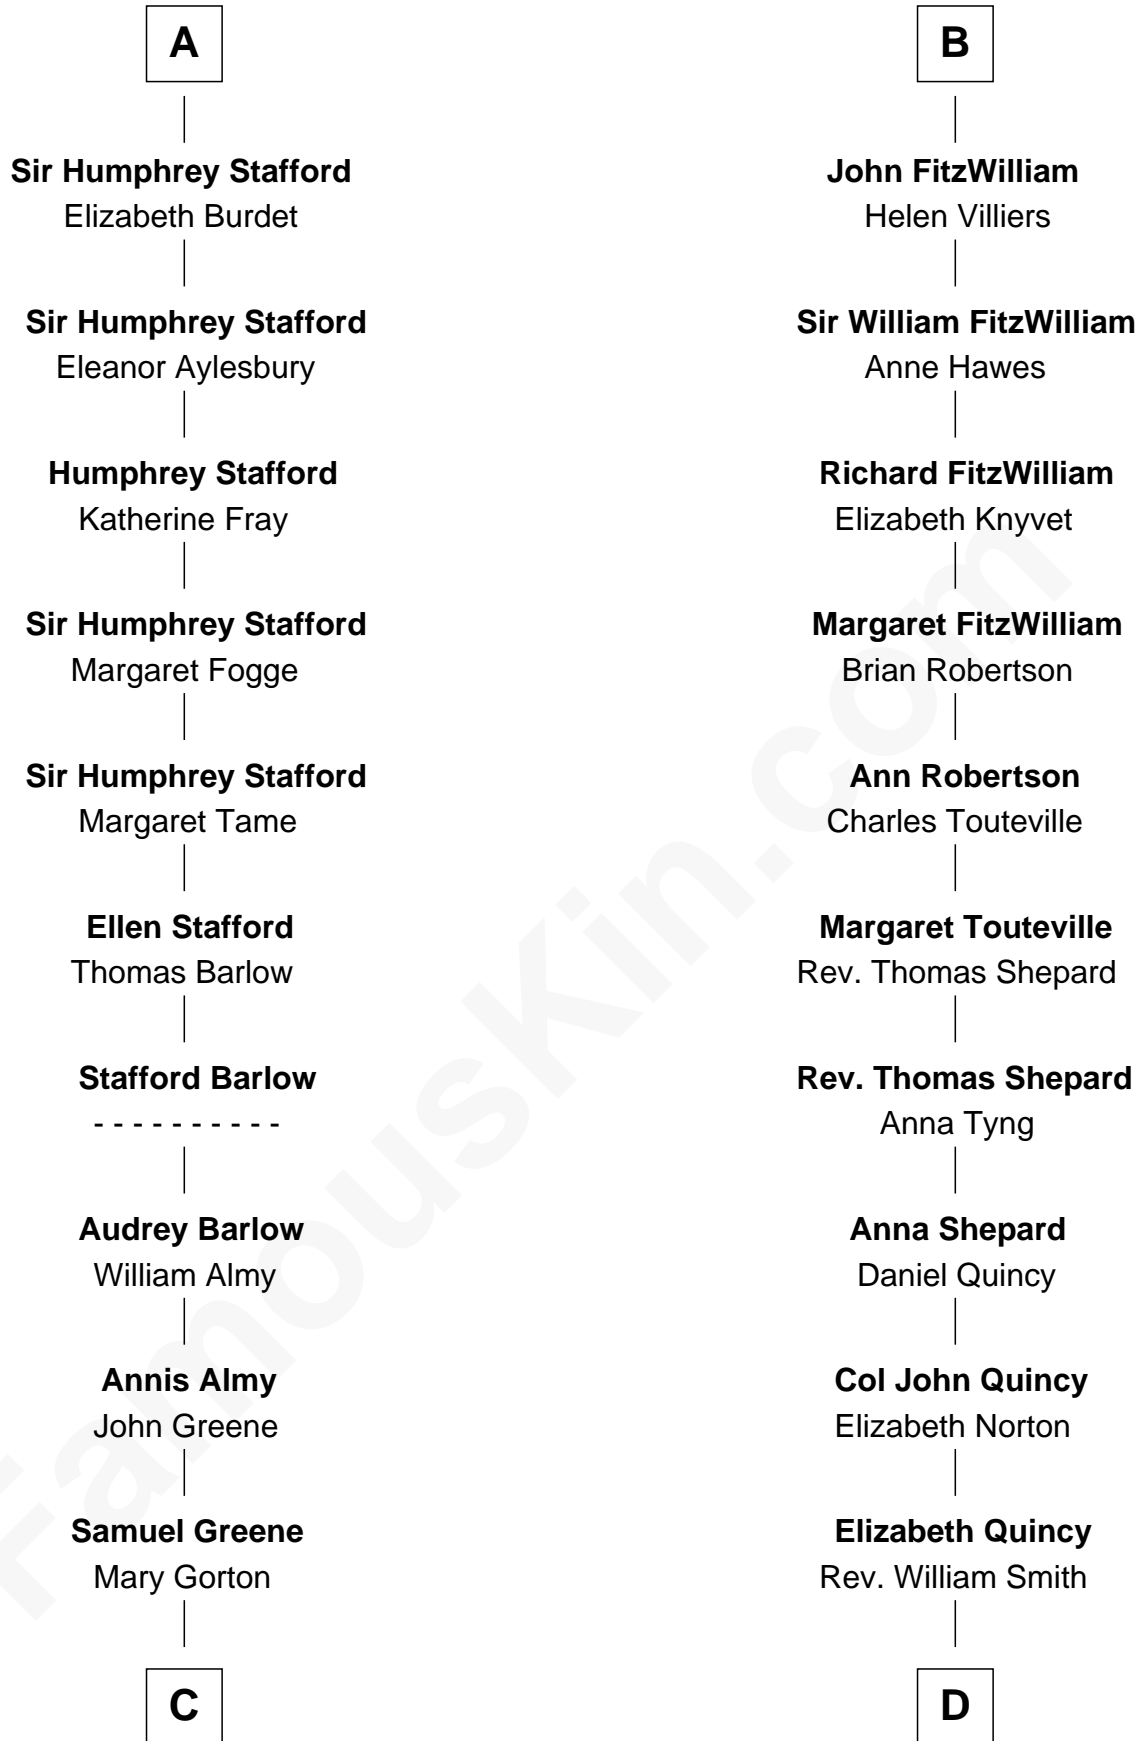 A
Sir Humphrey Stafford
Elizabeth Burdet
Sir Humphrey Stafford
Eleanor Aylesbury
Humphrey Stafford
Katherine Fray
Sir Humphrey Stafford
Margaret Fogge
Sir Humphrey Stafford
Margaret Tame
Ellen Stafford
Thomas Barlow
Stafford Barlow
- - - - - - - - - -
Audrey Barlow
William Almy
Annis Almy
John Greene
Samuel Greene
Mary Gorton
C
B
John FitzWilliam
Helen Villiers
Sir William FitzWilliam
Anne Hawes
Richard FitzWilliam
Elizabeth Knyvet
Margaret FitzWilliam
Brian Robertson
Ann Robertson
Charles Touteville
Margaret Touteville
Rev. Thomas Shepard
Rev. Thomas Shepard
Anna Tyng
Anna Shepard
Daniel Quincy
Col John Quincy
Elizabeth Norton
Elizabeth Quincy
Rev. William Smith
D
FamousKin.com